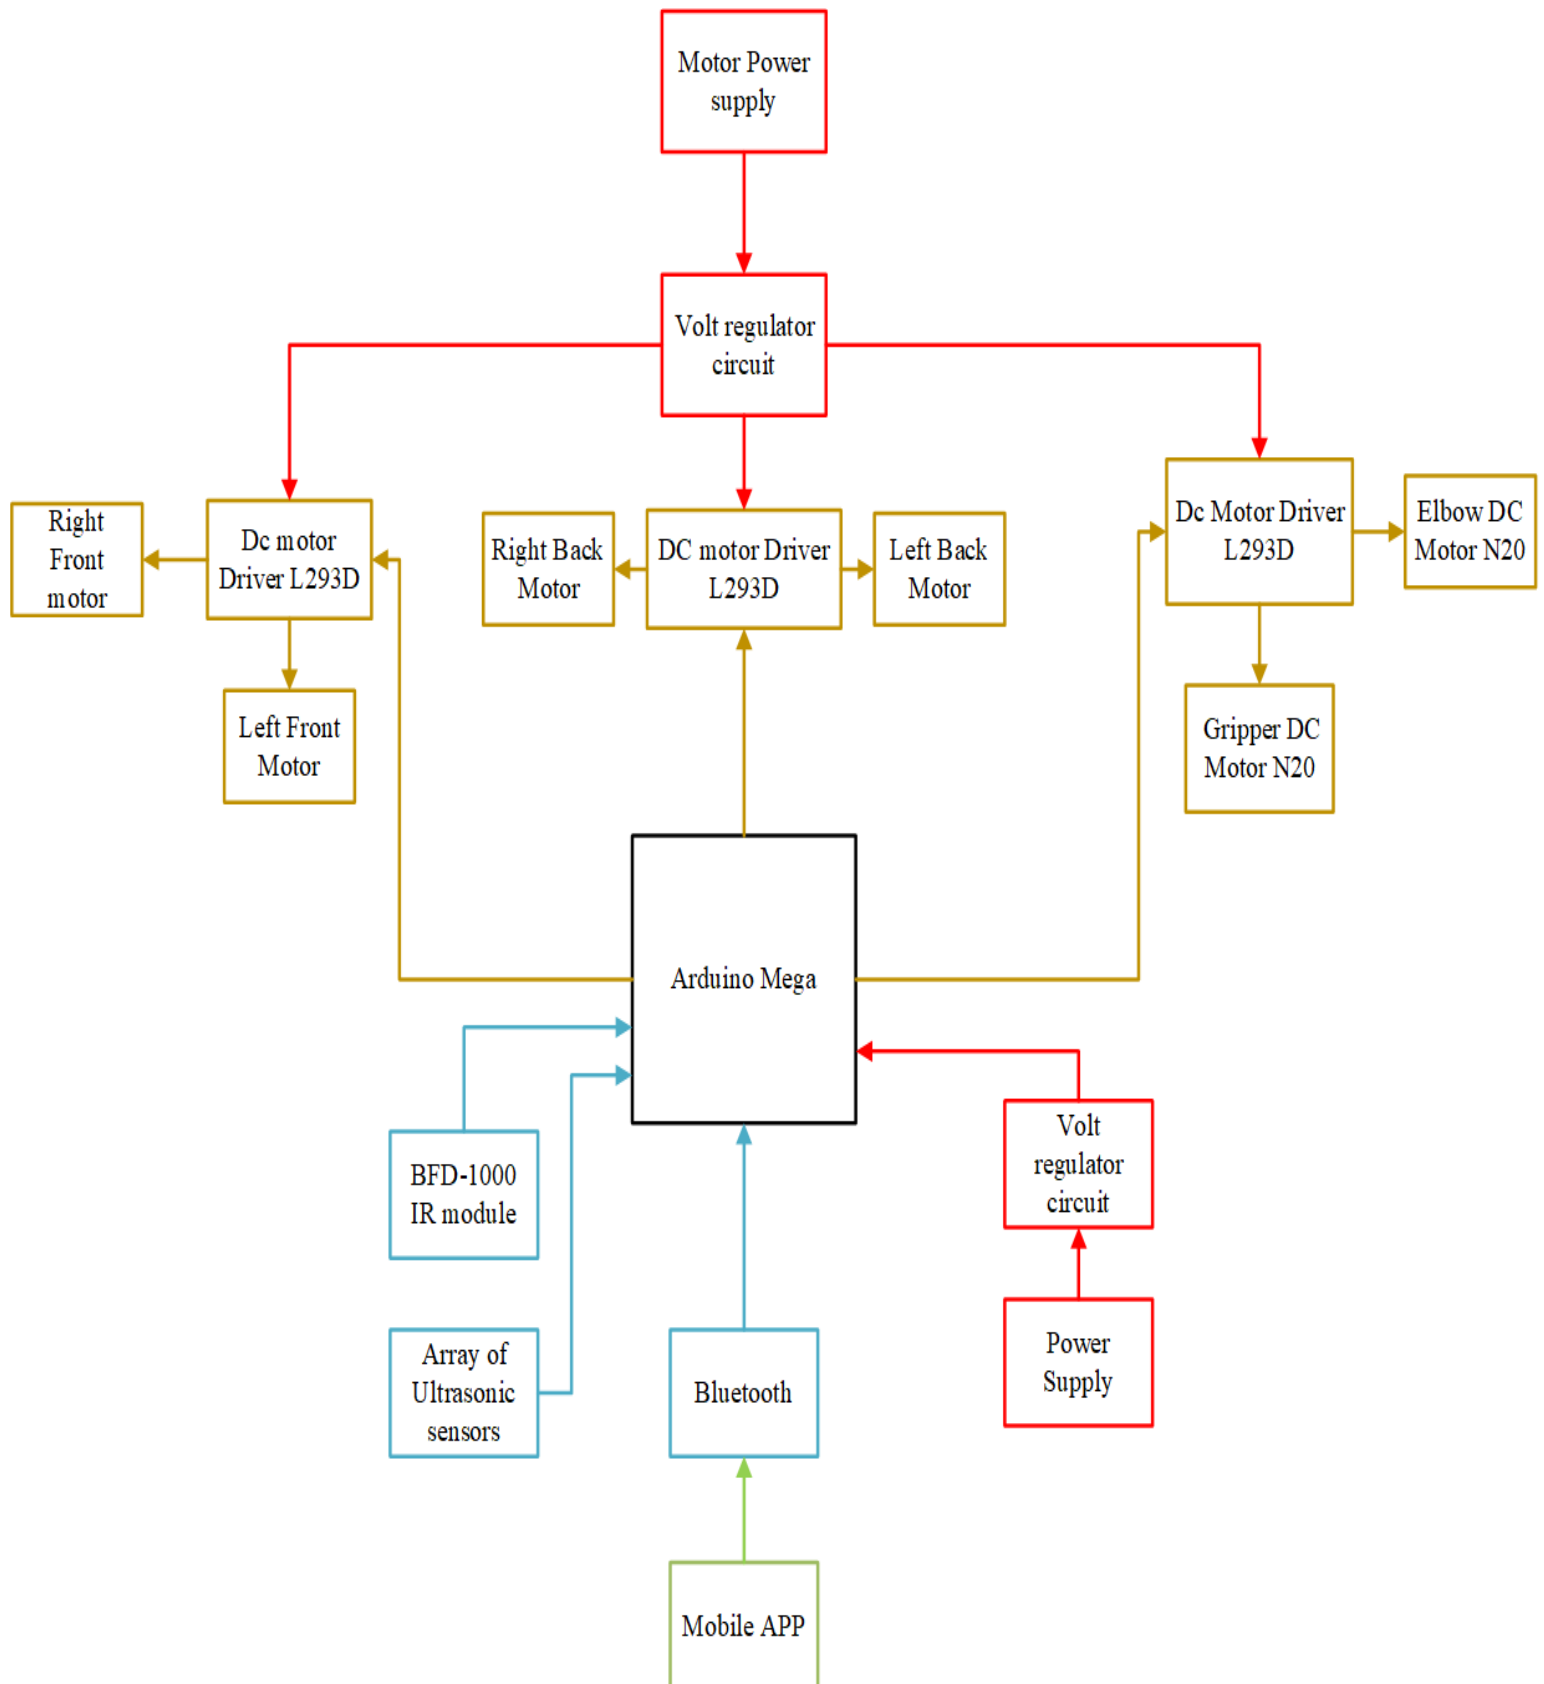 Motor Power
supply
Volt regulator
circuit
Right
Front
motor
Dc motor
Driver L293D
Left Front
Motor
Right Back
Motor
DC motor Driver
L293D
Left Back
Motor
Dc Motor Driver
L293D
Elbow DC
Motor N20
Gripper DC
Motor N20
Arduino Mega
BFD-1000
IR module
Volt
regulator
circuit
Array of
Ultrasonic
sensors
Bluetooth
Power
Supply
Mobile APP